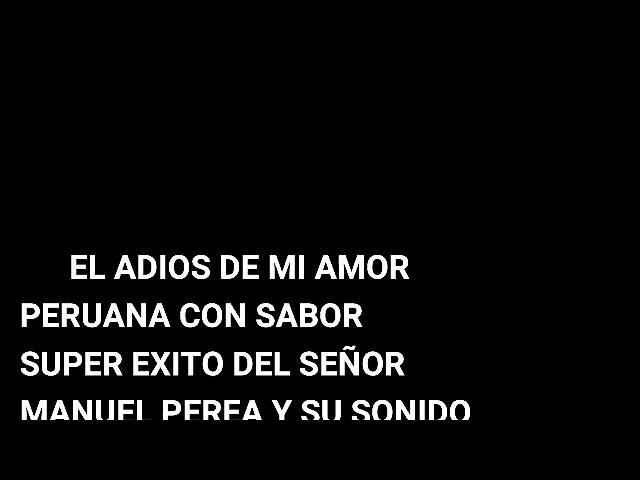 EL ADIOS DE MI AMOR
PERUANA CON SABOR
SUPER EXITO DEL SEÑOR
MANUEL PEREA Y SU SONIDO